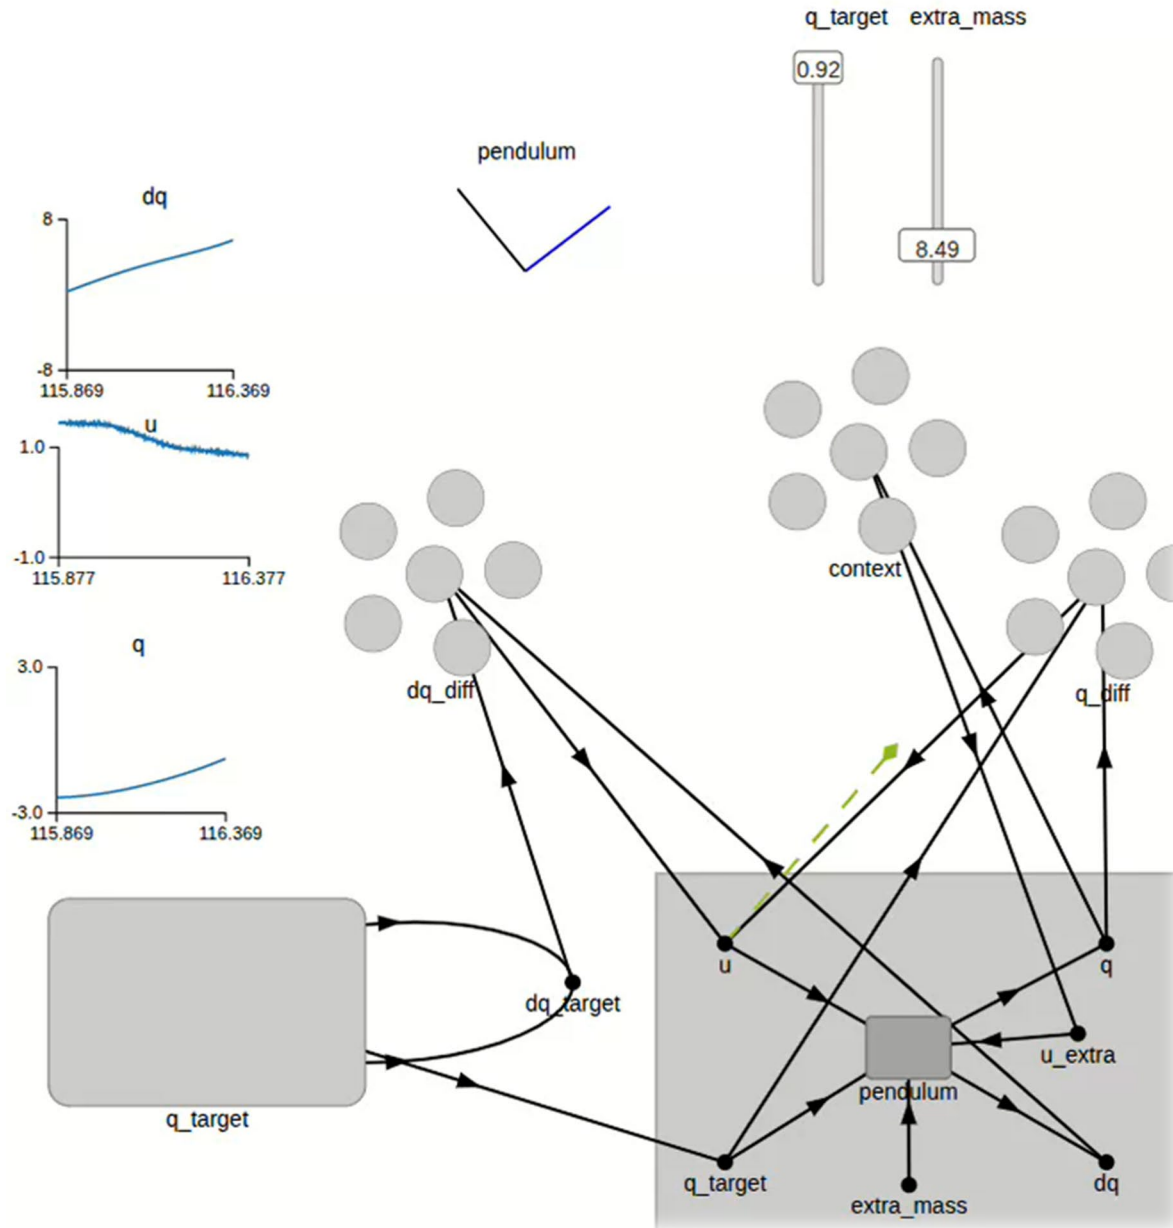 q_target extra_mass
0.92
8.49
pendulum
dq
8
-8
115.869 116.369
u
1.0
-1.0
115.877 116.377
q
3.0
-3.0
115.869 116.369
context
dq_diff
q_diff
u
q
dq_target
u_extra
pendulum
q_target
q_target
dq
extra_mass